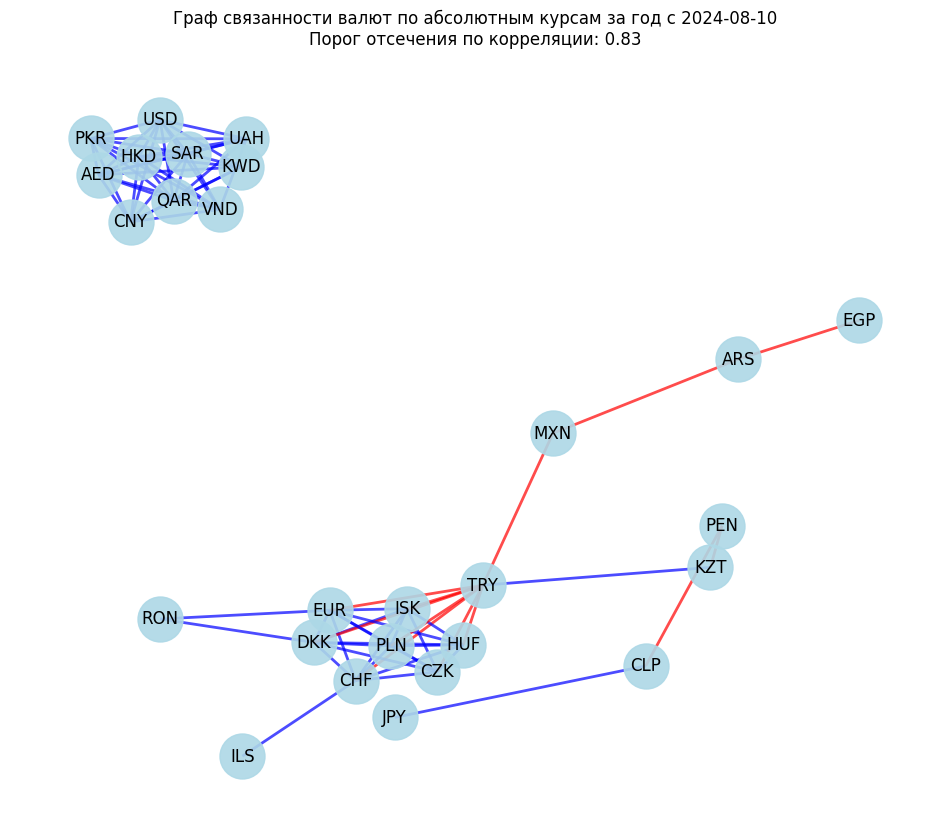 Граф связанности валют по абсолютным курсам за год с 2024-08-10
Порог отсечения по корреляции: 0.83
USD
PKR
UAH
HKD
SAR
KWD
AED
QAR
VND
CNY
EGP
ARS
MXN
PEN
KZT
TRY
EUR
ISK
RON
DKK
PLN
HUF
CZK
CLP
CHF
JPY
ILS